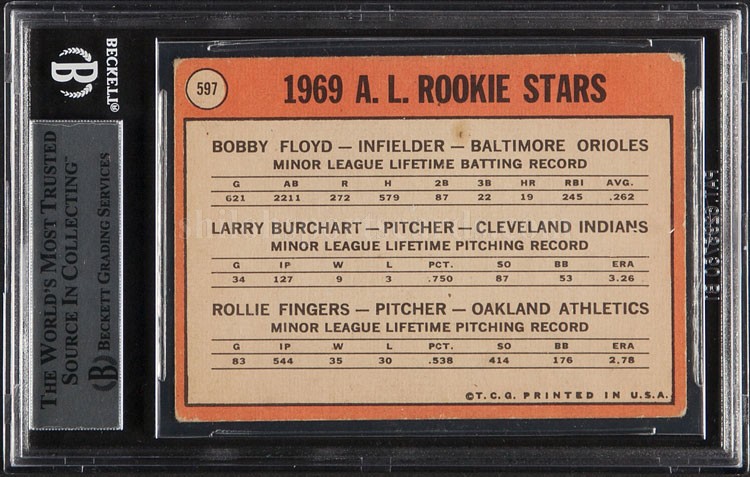 BECKETT®
B
THE WORLD'S MOST TRUSTED
SOURCE IN COLLECTING™
B BECKETT GRADING SERVICES
597
1969 A. L. ROOKIE STARS
BOBBY FLOYD — INFIELDER — BALTIMORE ORIOLES
MINOR LEAGUE LIFETIME BATTING RECORD
G AB R H 2B 3B HR RBI AVG.
621 2211 272 579 87 22 19 245 .262
LARRY BURCHART — PITCHER — CLEVELAND INDIANS
MINOR LEAGUE LIFETIME PITCHING RECORD
G IP W L PCT. SO BB ERA
34 127 9 3 .750 87 53 3.26
ROLLIE FINGERS — PITCHER — OAKLAND ATHLETICS
MINOR LEAGUE LIFETIME PITCHING RECORD
G IP W L PCT. SO BB ERA
83 544 35 30 .538 414 176 2.78
©T.C.G. PRINTED IN U.S.A.